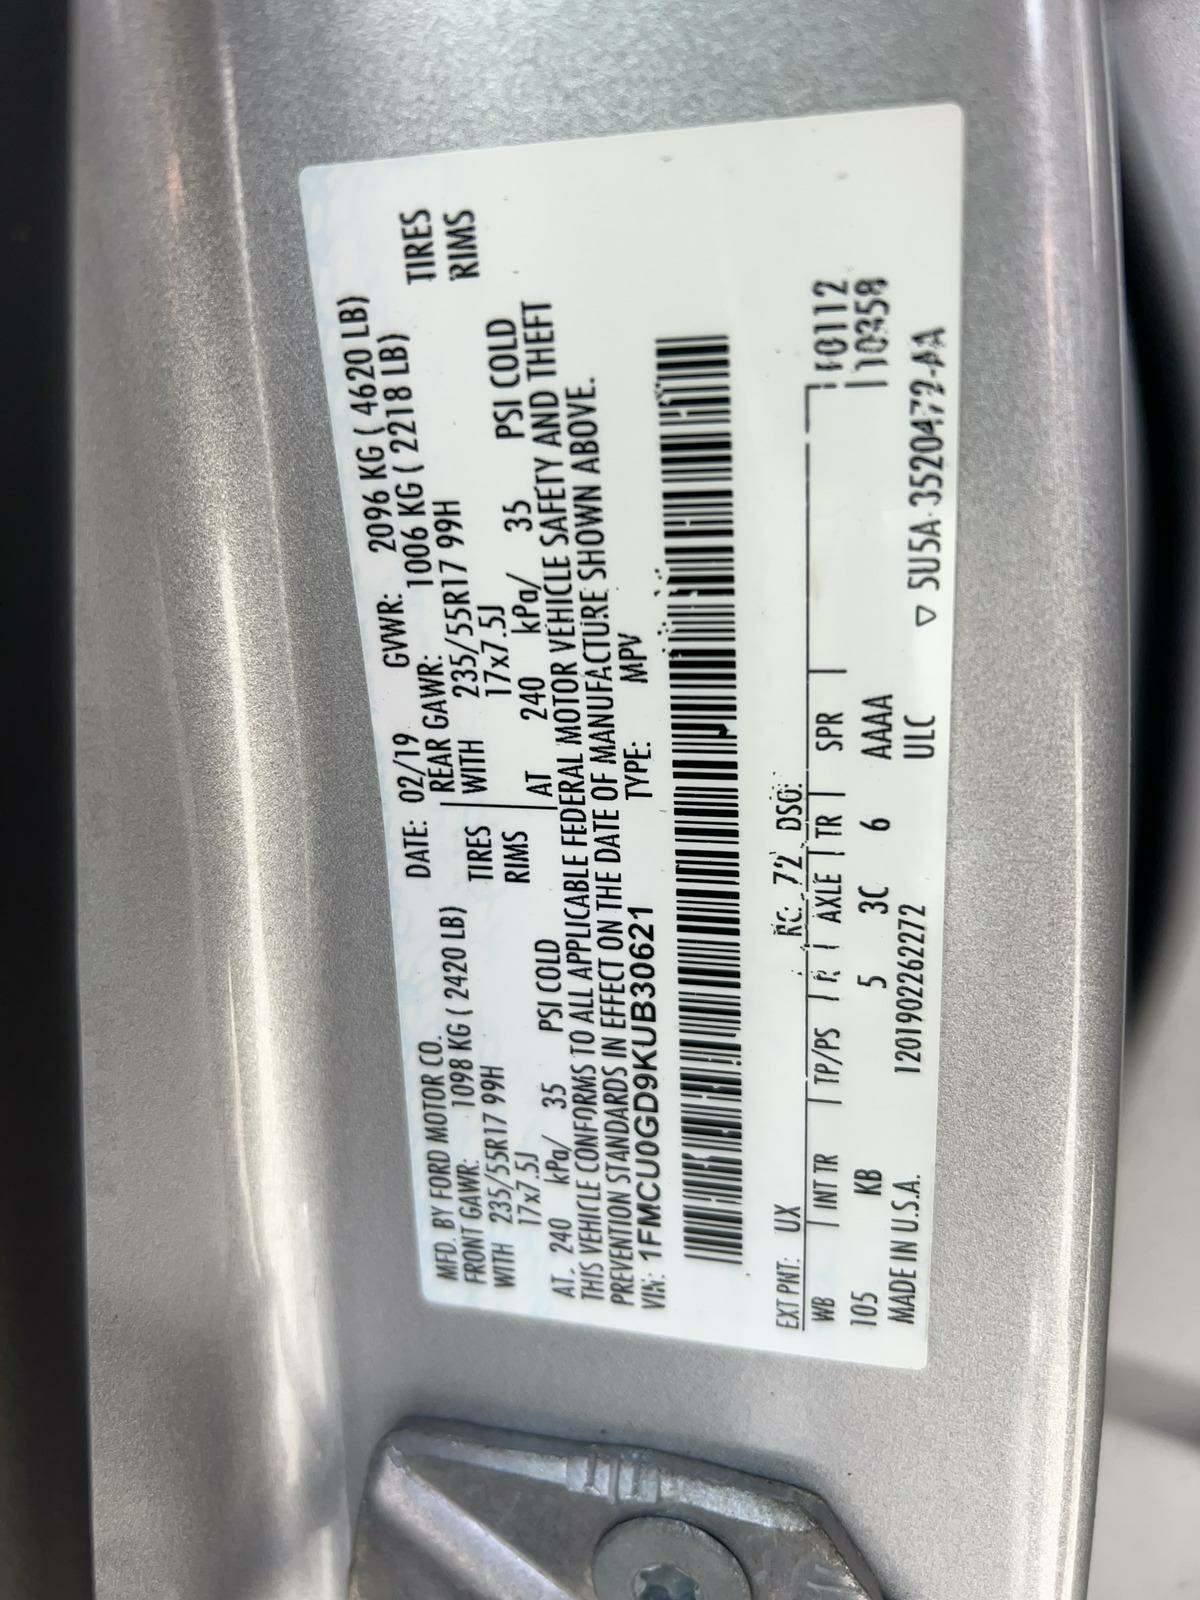 MFD. BY FORD MOTOR CO. DATE: 02/19 GVWR: 2096 KG ( 4620 LB)
FRONT GAWR: 1098 KG ( 2420 LB) REAR GAWR: 1006 KG ( 2218 LB)
WITH 235/55R17 99H TIRES WITH 235/55R17 99H TIRES
17x7.5J RIMS 17x7.5J RIMS
AT 240 kPa/ 35 PSI COLD AT 240 kPa/ 35 PSI COLD
THIS VEHICLE CONFORMS TO ALL APPLICABLE FEDERAL MOTOR VEHICLE SAFETY AND THEFT
PREVENTION STANDARDS IN EFFECT ON THE DATE OF MANUFACTURE SHOWN ABOVE.
VIN: 1FMCU0GD9KUB30621 TYPE: MPV
EXT PNT: UX RC: 72 DSO:
WB INT TR TP/PS R AXLE TR SPR
105 KB 5 3C 6 AAAA
MADE IN U.S.A. 1201902262272 ULC
▽ 5U5A-3520472-AA